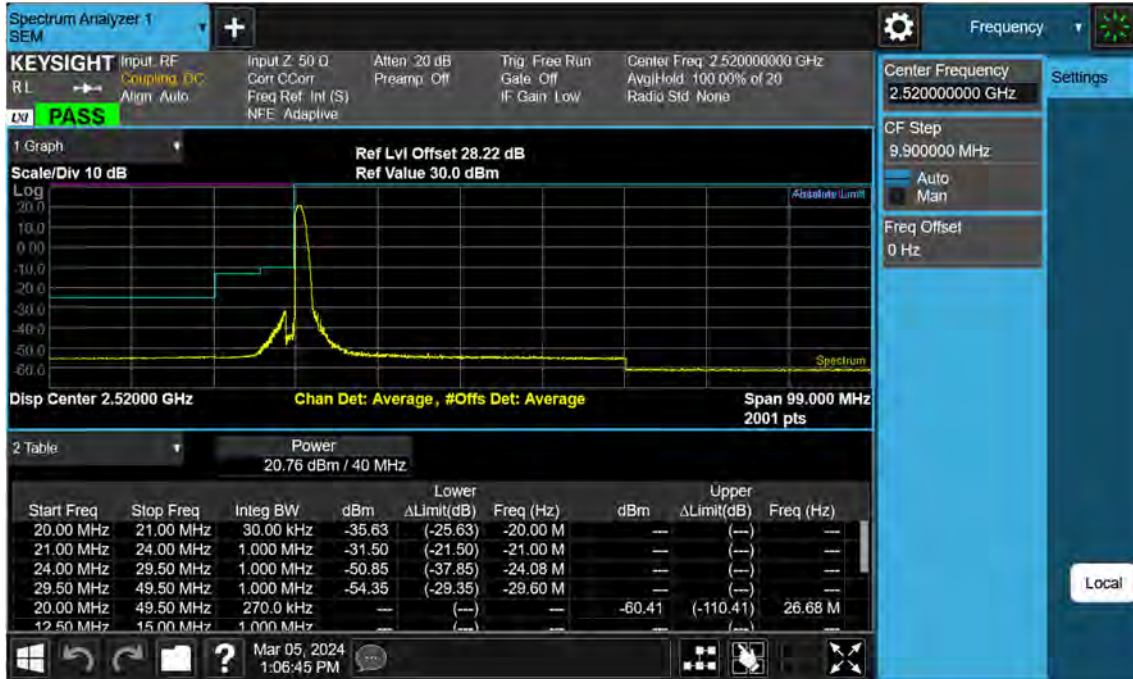 Spectrum Analyzer 1
SEM
+
Frequency
KEYSIGHT Input: RF Input Z: 50 Ω Atten: 20 dB Trig: Free Run Center Freq: 2.520000000 GHz
RL Coupling: DC Corr CCorr Preamp: Off Gate: Off Avg|Hold: 100.00% of 20
Align: Auto Freq Ref: Int (S) IF Gain: Low Radio Std: None
LXI PASS NFE: Adaptive
Center Frequency
2.520000000 GHz
Settings
CF Step
9.900000 MHz
Auto
Man
Freq Offset
0 Hz
Local
1 Graph
Ref Lvl Offset 28.22 dB
Scale/Div 10 dB Ref Value 30.0 dBm
Log
Absolute Limit
20.0
10.0
0.00
-10.0
-20.0
-30.0
-40.0
-50.0
Spectrum
-60.0
Disp Center 2.52000 GHz Chan Det: Average, #Offs Det: Average Span 99.000 MHz
2001 pts
2 Table
Power
20.76 dBm / 40 MHz
Lower Upper
Start Freq Stop Freq Integ BW dBm ΔLimit(dB) Freq (Hz) dBm ΔLimit(dB) Freq (Hz)
20.00 MHz 21.00 MHz 30.00 kHz -35.63 (-25.63) -20.00 M --- (---) ---
21.00 MHz 24.00 MHz 1.000 MHz -31.50 (-21.50) -21.00 M --- (---) ---
24.00 MHz 29.50 MHz 1.000 MHz -50.85 (-37.85) -24.08 M --- (---) ---
29.50 MHz 49.50 MHz 1.000 MHz -54.35 (-29.35) -29.60 M --- (---) ---
20.00 MHz 49.50 MHz 270.0 kHz --- (---) --- -60.41 (-110.41) 26.68 M
12.50 MHz 15.00 MHz 1.000 MHz --- (---) --- --- (---) ---
? Mar 05, 2024
1:06:45 PM